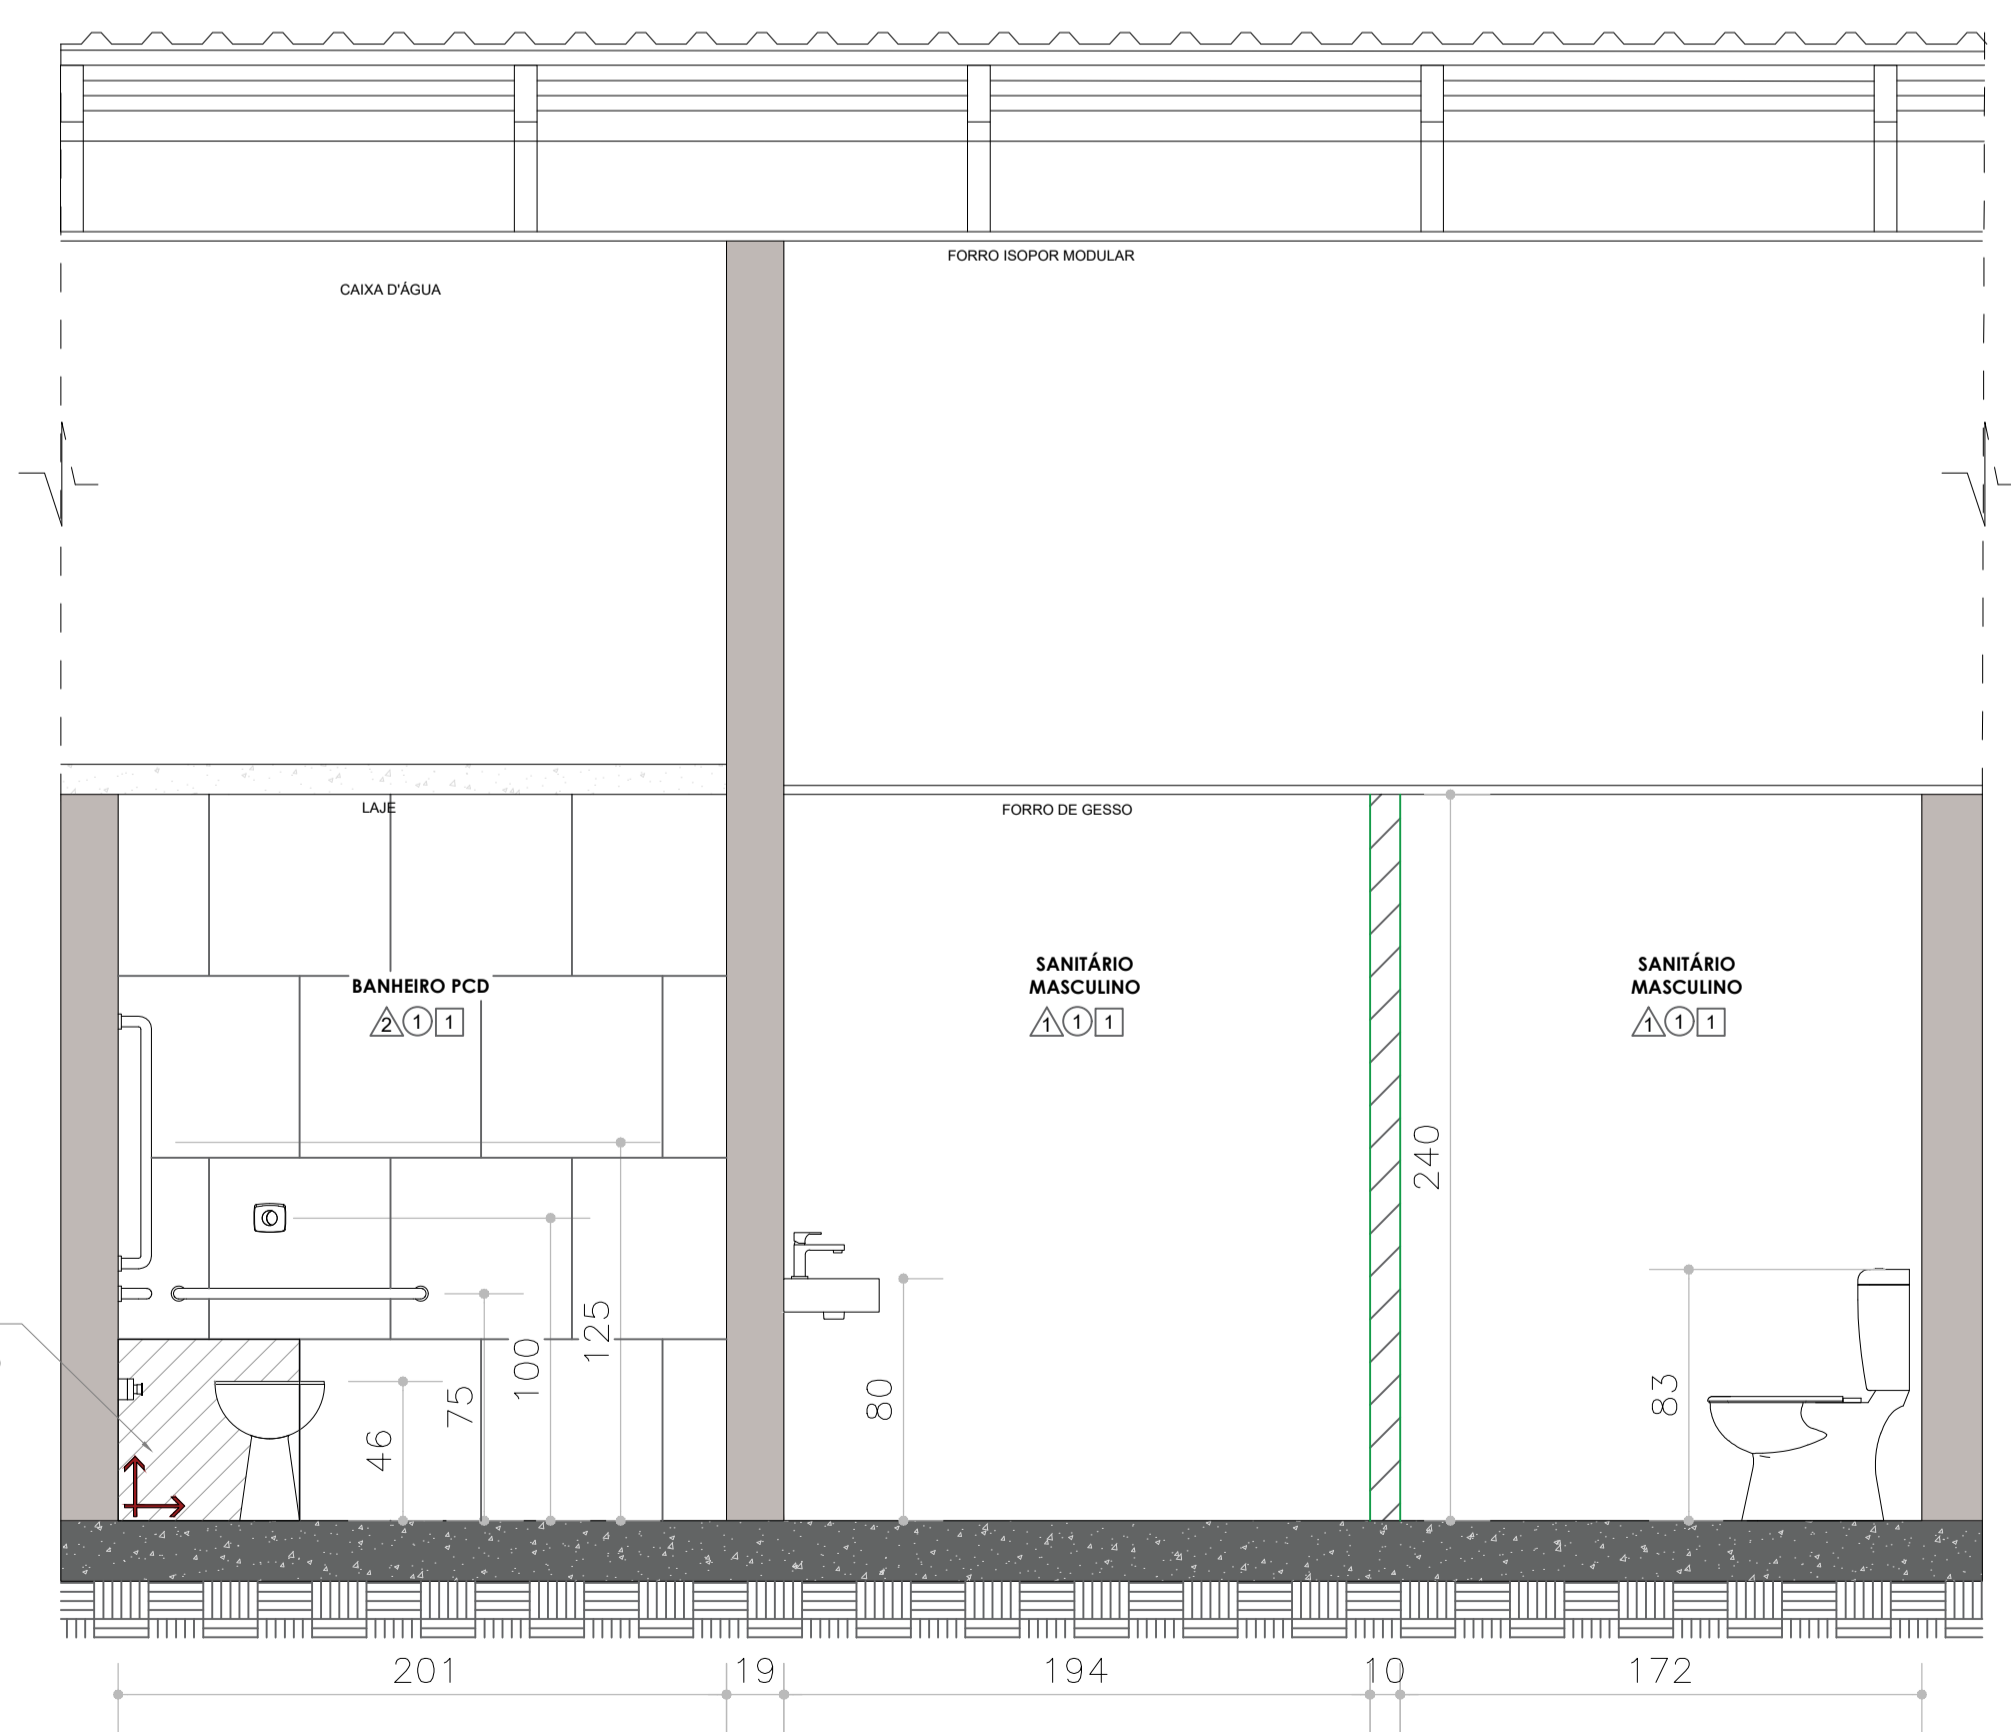 FORRO ISOPOR MODULAR
CAIXA D'ÁGUA
LAJE
FORRO DE GESSO
BANHEIRO PCD
2 1 1
SANITÁRIO
MASCULINO
1 1 1
SANITÁRIO
MASCULINO
1 1 1
46
75
100
125
80
240
83
201
19
194
10
172